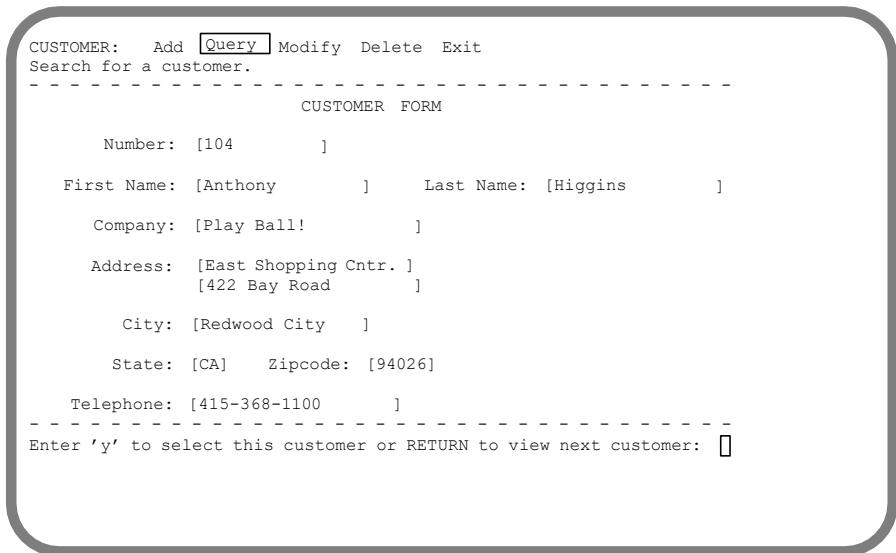 CUSTOMER: Add Query Modify Delete Exit
Search for a customer.
- - - - - - - - - - - - - - - - - - - - - - - - - - - - - - - - - - -
CUSTOMER FORM
Number: [104 ]
First Name: [Anthony ] Last Name: [Higgins ]
Company: [Play Ball! ]
Address: [East Shopping Cntr. ]
[422 Bay Road ]
City: [Redwood City ]
State: [CA] Zipcode: [94026]
Telephone: [415-368-1100 ]
- - - - - - - - - - - - - - - - - - - - - - - - - - - - - - - - - - -
Enter ′y′ to select this customer or RETURN to view next customer: